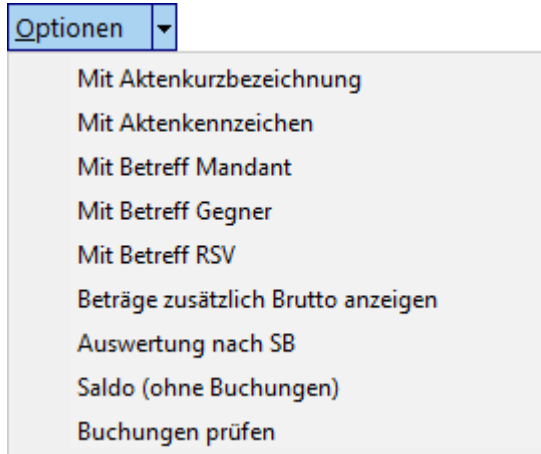 Optionen
Mit Aktenkurzbezeichnung
Mit Aktenkennzeichen
Mit Betreff Mandant
Mit Betreff Gegner
Mit Betreff RSV
Beträge zusätzlich Brutto anzeigen
Auswertung nach SB
Saldo (ohne Buchungen)
Buchungen prüfen